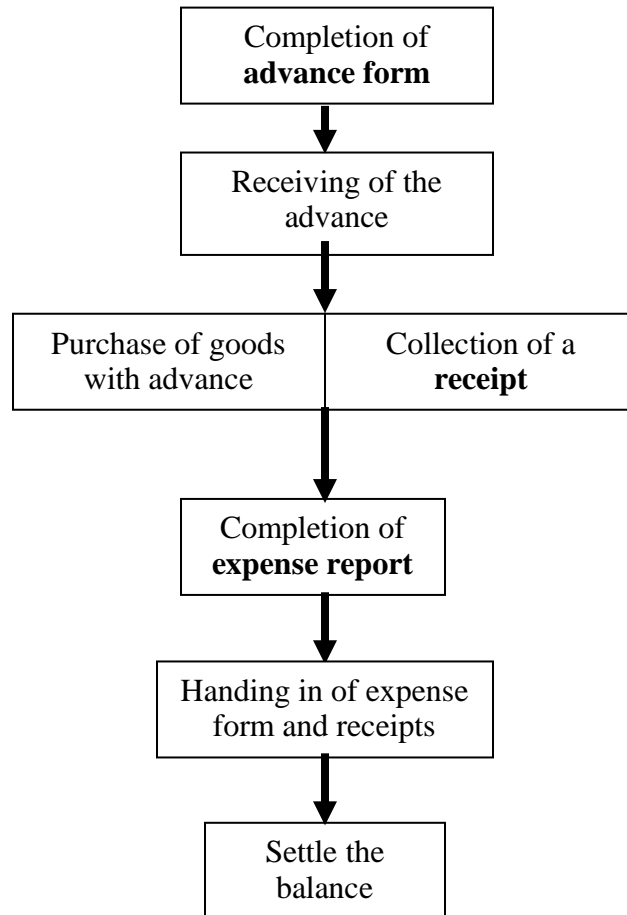 Completion of
advance form
Receiving of the
advance
Purchase of goods
with advance
Collection of a
receipt
Completion of
expense report
Handing in of expense
form and receipts
Settle the
balance